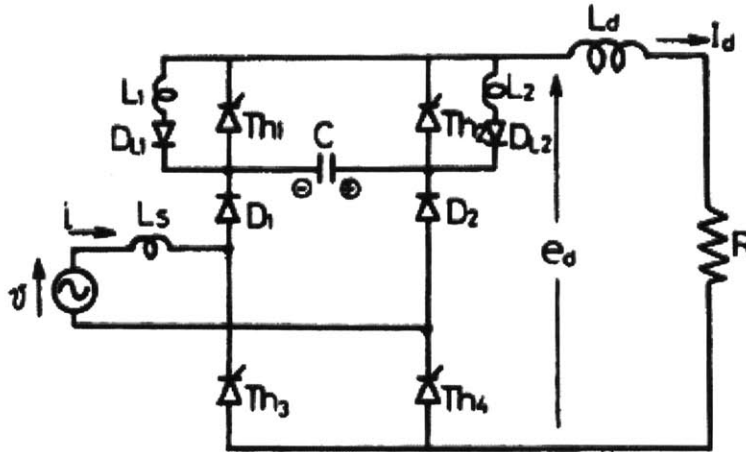 Ld
Id
L1
L2
Th1
Th2
DL1
C
DL2
⊖
⊕
i
Ls
D1
D2
ed
R
v
Th3
Th4